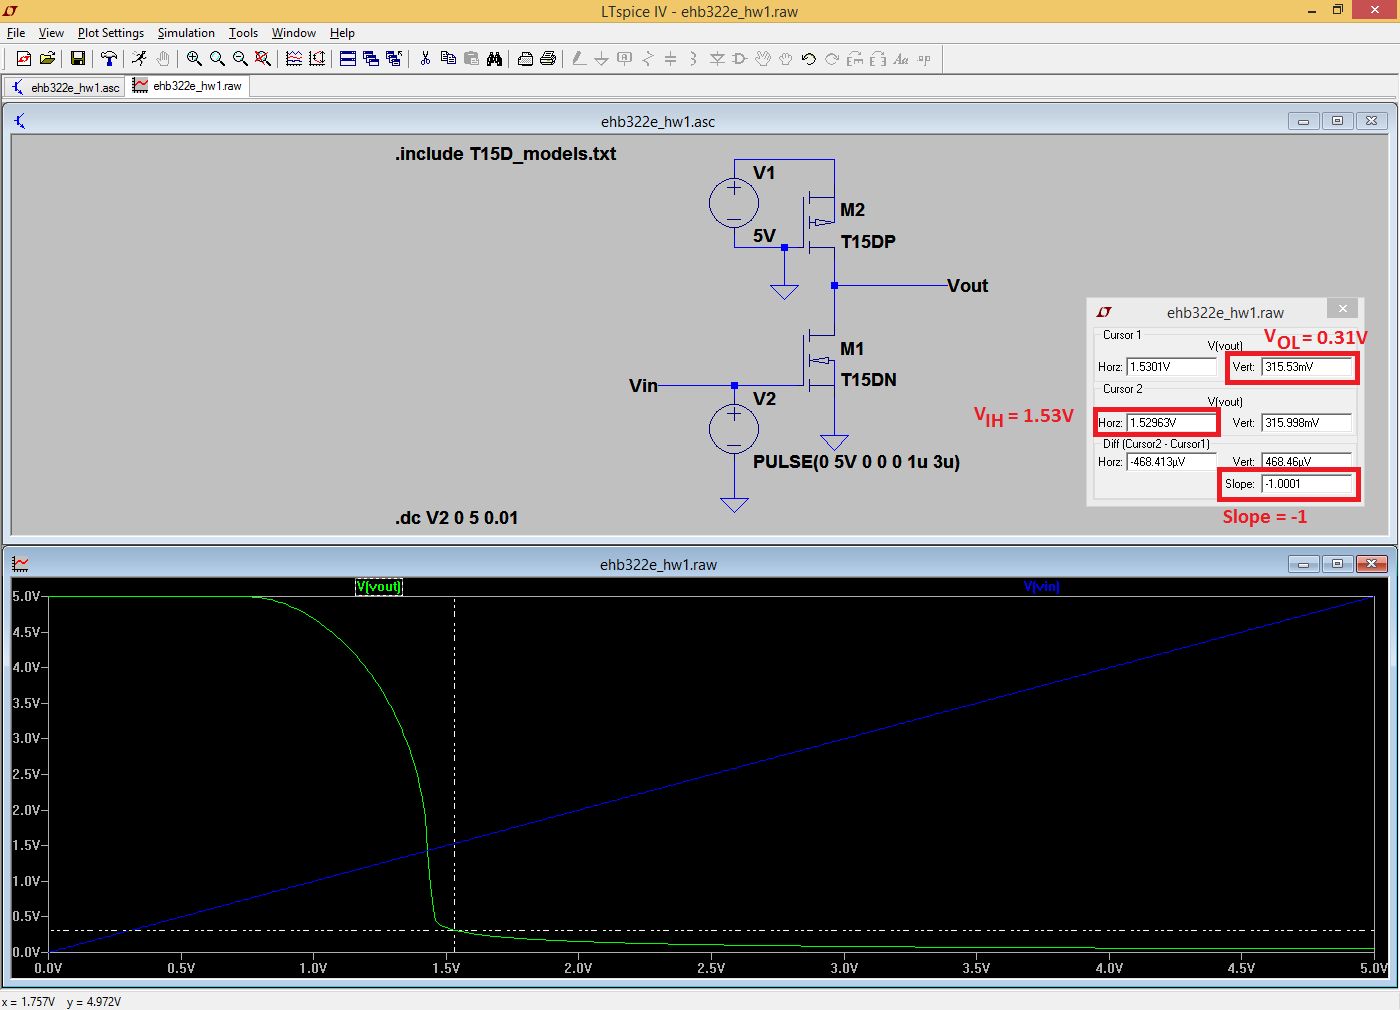 LTspice IV - ehb322e_hw1.raw
File View Plot Settings Simulation Tools Window Help
ehb322e_hw1.asc ehb322e_hw1.raw
ehb322e_hw1.asc
.include T15D_models.txt
V1
M2
5V
T15DP
Vout
M1
Vin
T15DN
V2
PULSE(0 5V 0 0 0 1u 3u)
.dc V2 0 5 0.01
ehb322e_hw1.raw
Cursor 1
V(vout)
VOL = 0.31V
Horz: 1.5301V Vert: 315.53mV
Cursor 2
V(vout)
VIH = 1.53V
Horz: 1.52963V Vert: 315.998mV
Diff (Cursor2 - Cursor1)
Horz: -468.413µV Vert: 468.46µV
Slope: -1.0001
Slope = -1
ehb322e_hw1.raw
V(vout) V(vin)
5.0V
4.5V
4.0V
3.5V
3.0V
2.5V
2.0V
1.5V
1.0V
0.5V
0.0V
0.0V 0.5V 1.0V 1.5V 2.0V 2.5V 3.0V 3.5V 4.0V 4.5V 5.0V
x = 1.757V y = 4.972V